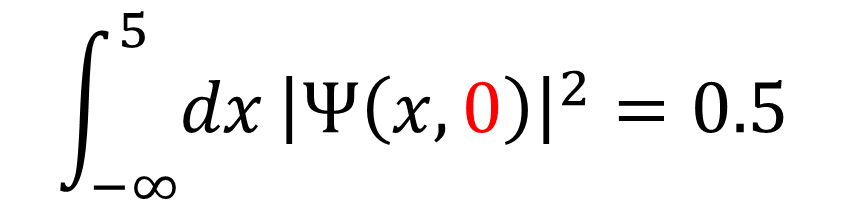 ∫_{-∞}^{5} dx |Ψ(x, 0)|² = 0.5